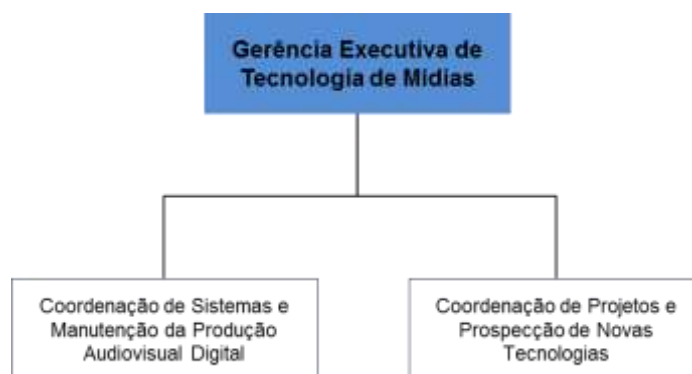 Gerência Executiva de
Tecnologia de Mídias
Coordenação de Sistemas e
Manutenção da Produção
Audiovisual Digital
Coordenação de Projetos e
Prospecção de Novas
Tecnologias